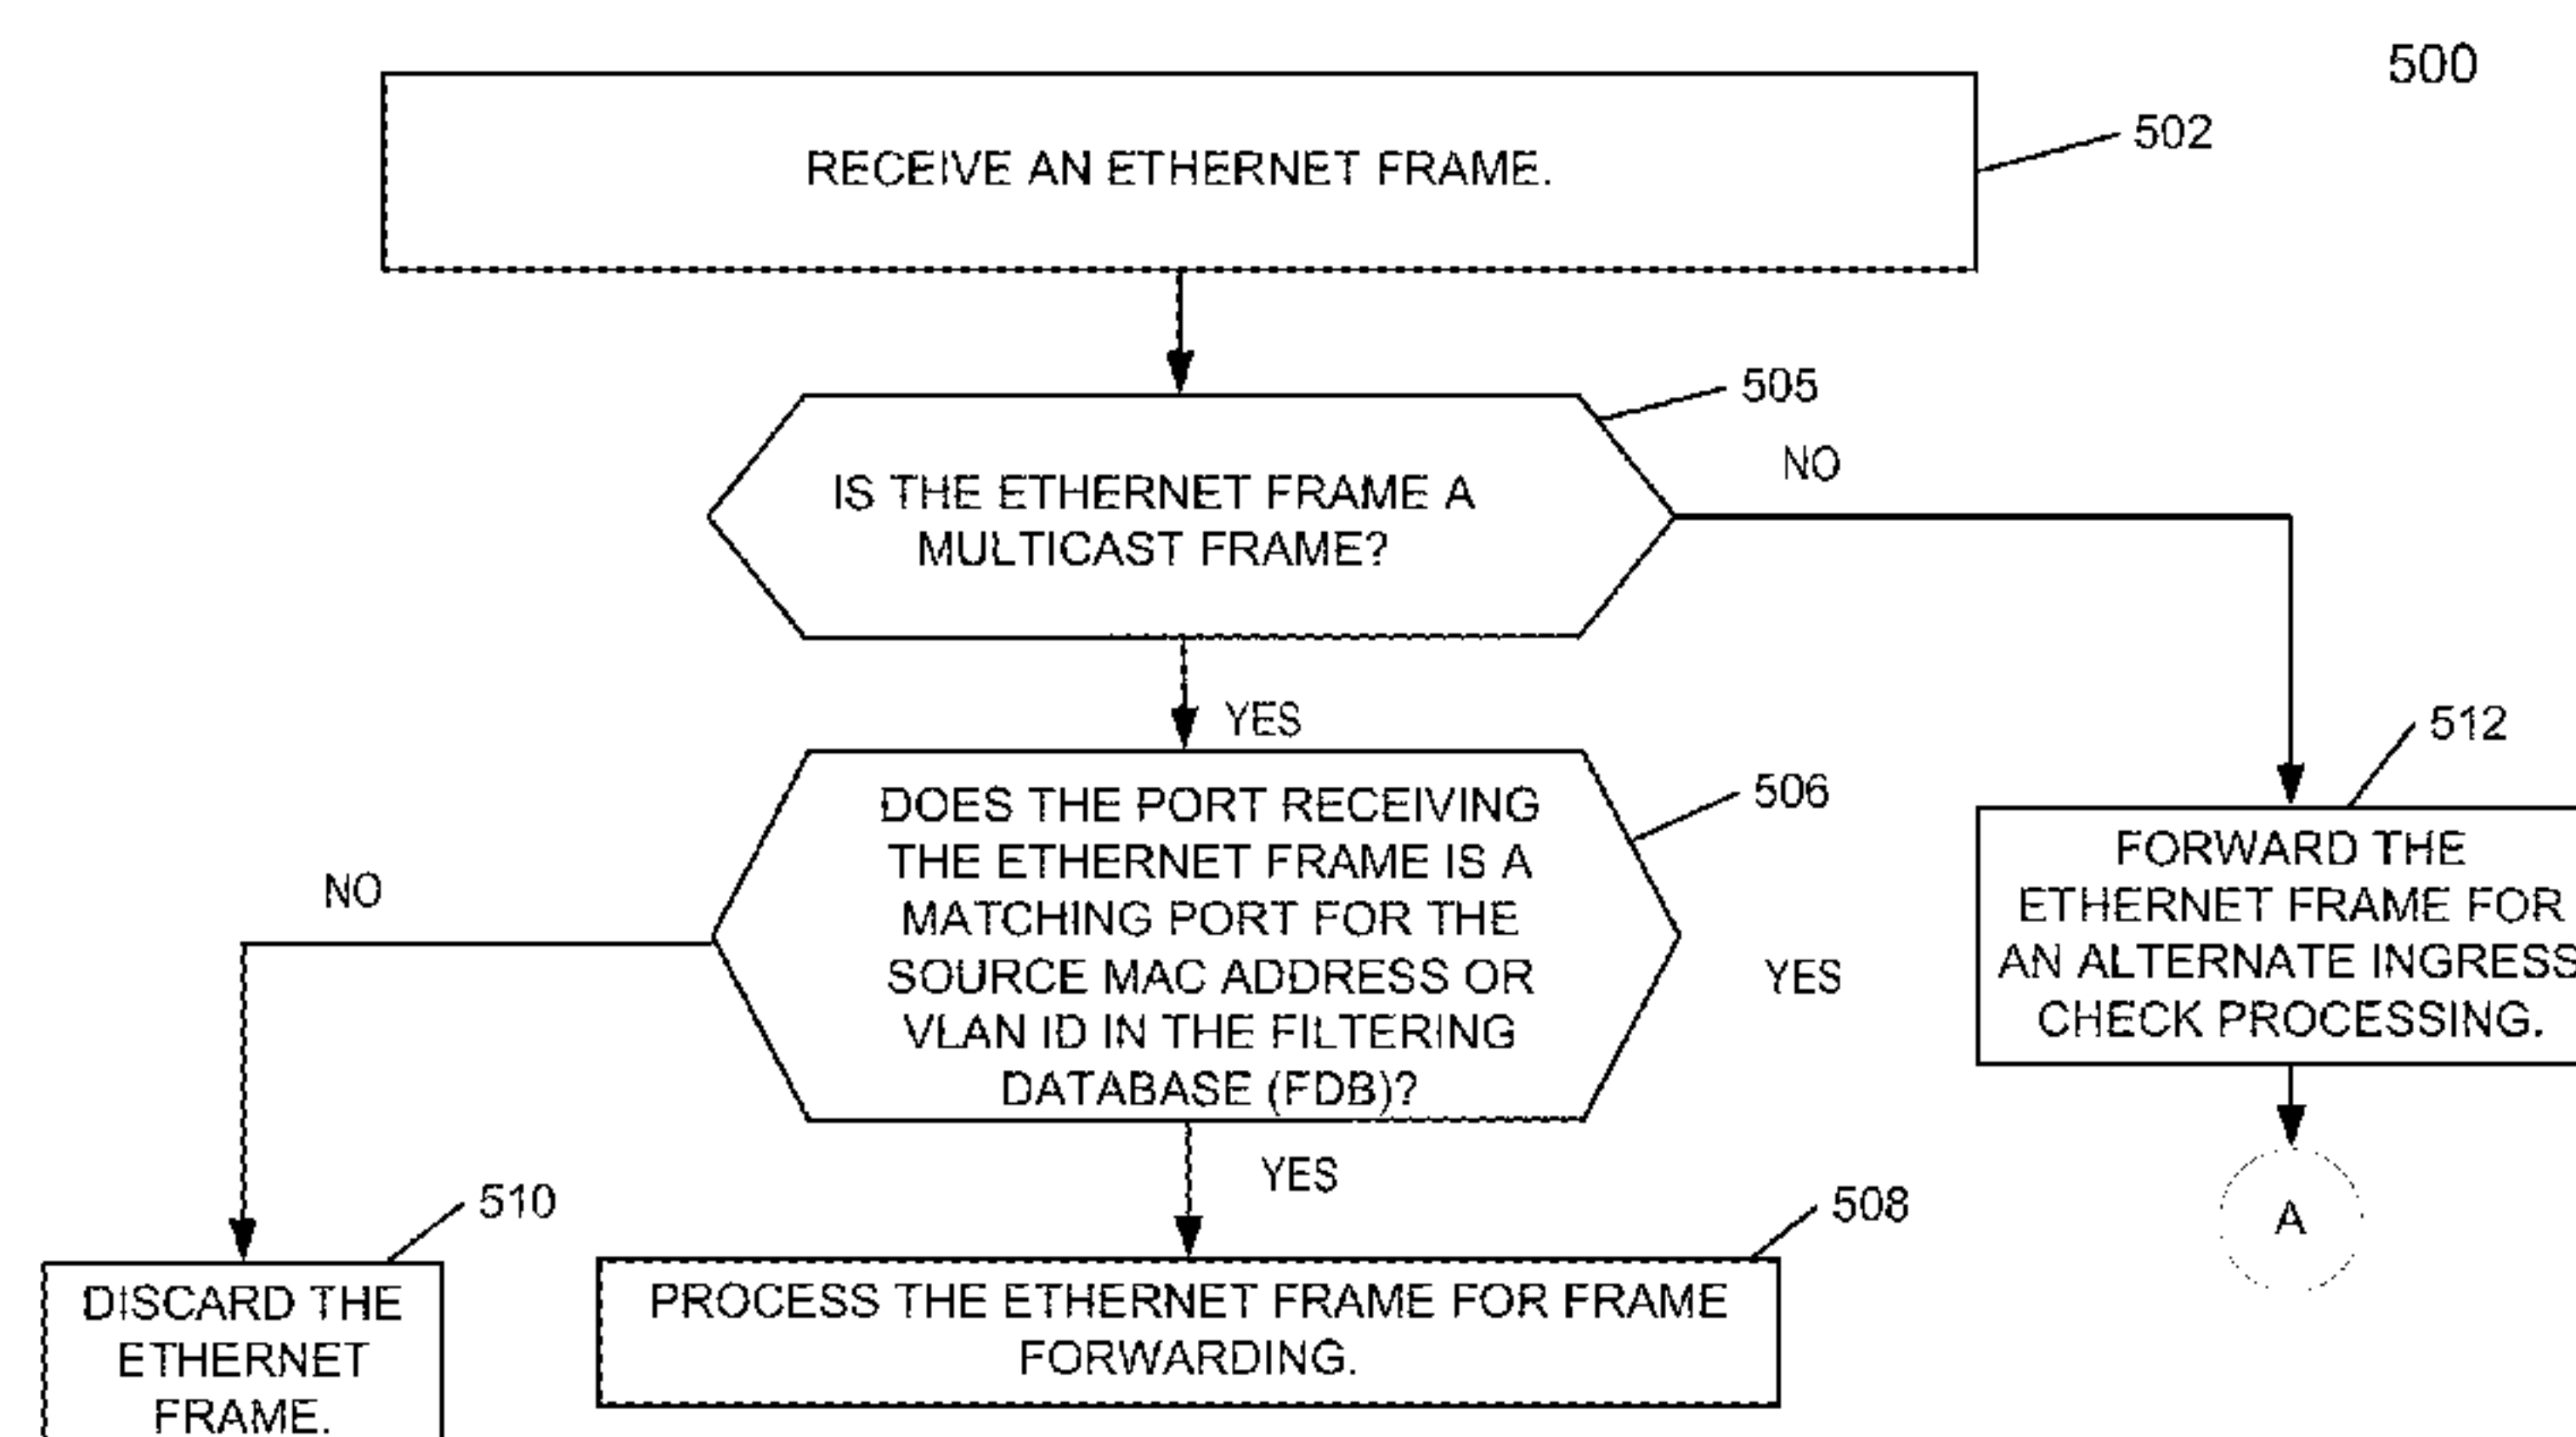 500
RECEIVE AN ETHERNET FRAME.
502
505
IS THE ETHERNET FRAME A
MULTICAST FRAME?
NO
YES
512
506
DOES THE PORT RECEIVING
THE ETHERNET FRAME IS A
MATCHING PORT FOR THE
SOURCE MAC ADDRESS OR
VLAN ID IN THE FILTERING
DATABASE (FDB)?
NO
YES
FORWARD THE
ETHERNET FRAME FOR
AN ALTERNATE INGRESS
CHECK PROCESSING.
YES
510
508
A
DISCARD THE
ETHERNET
FRAME.
PROCESS THE ETHERNET FRAME FOR FRAME
FORWARDING.